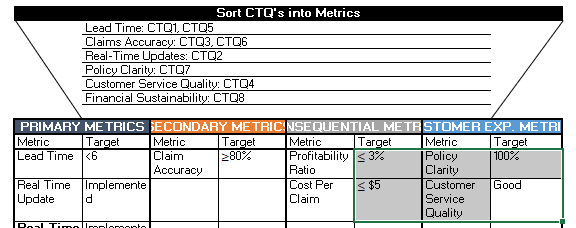 Sort CTQ's into Metrics
Lead Time: CTQ1, CTQ5
Claims Accuracy: CTQ3, CTQ6
Real-Time Updates: CTQ2
Policy Clarity: CTQ7
Customer Service Quality: CTQ4
Financial Sustainability: CTQ8
PRIMARY METRICS ECONDARY METRIC NSEQUENTIAL METR STOMER EXP. METRI
Metric Target Metric Target Metric Target Metric Target
Lead Time <6 Claim ≥80% Profitability ≤ 3% Policy 100%
Accuracy Ratio Clarity
Real Time Implemente Cost Per ≤ $5 Customer Good
Update d Claim Service
Quality
Real Time Implemente